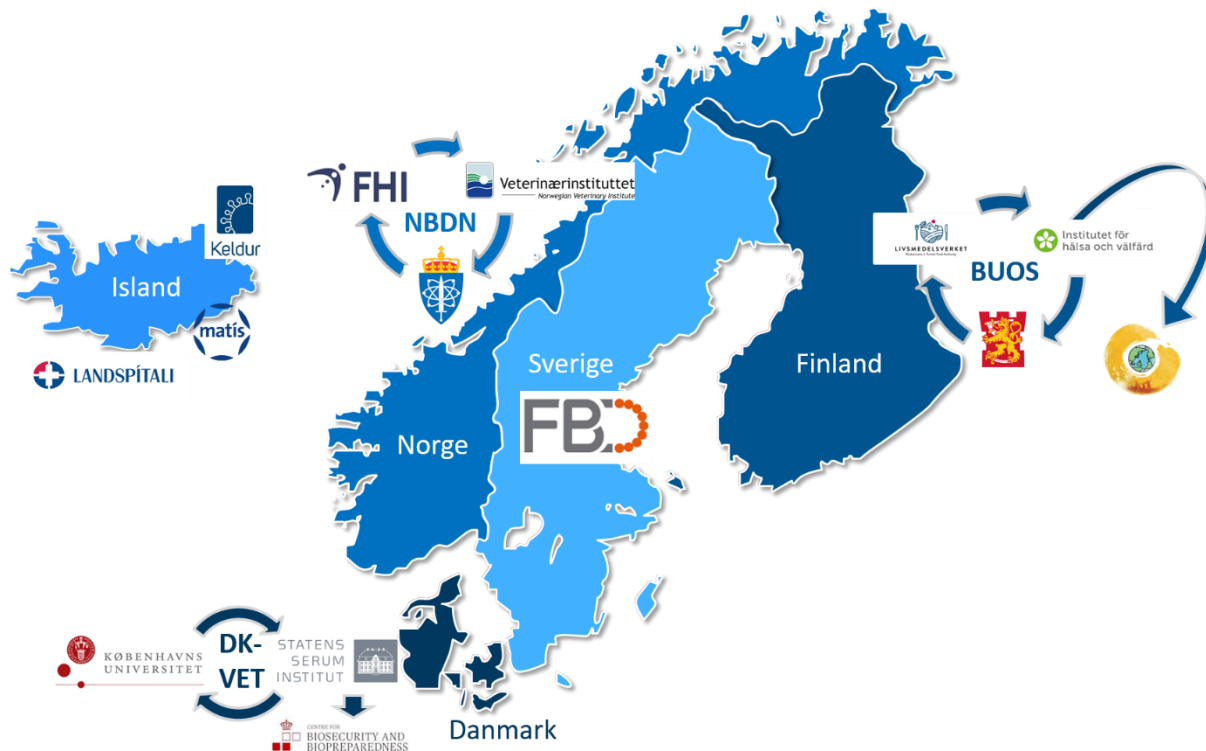 FHI
Veterinærinstituttet
Norwegian Veterinary Institute
NBDN
Keldur
Island
matís
LANDSPÍTALI
LIVSMEDELSVERKET
Institutet för
hälsa och välfärd
BUOS
Sverige
FBD
Finland
Norge
KØBENHAVNS
UNIVERSITET
DK-
VET
STATENS
SERUM
INSTITUT
Danmark
CENTRE FOR
BIOSECURITY AND
BIOPREPAREDNESS